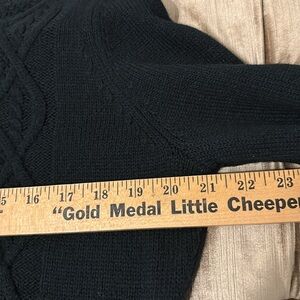 15 16 17 18 19 20 21 22 23
"Gold Medal Little Cheeper